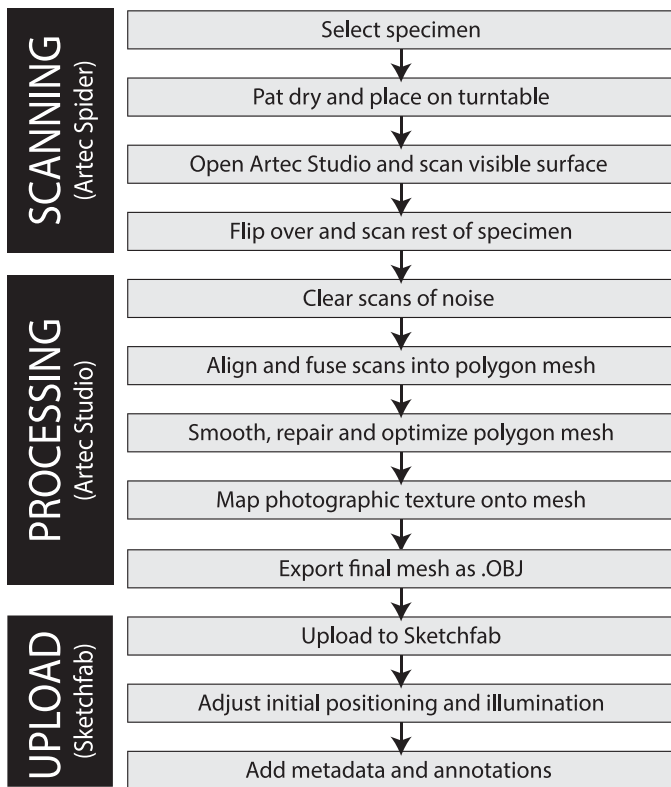 SCANNING
(Artec Spider)
Select specimen
Pat dry and place on turntable
Open Artec Studio and scan visible surface
Flip over and scan rest of specimen
PROCESSING
(Artec Studio)
Clear scans of noise
Align and fuse scans into polygon mesh
Smooth, repair and optimize polygon mesh
Map photographic texture onto mesh
Export final mesh as .OBJ
UPLOAD
(Sketchfab)
Upload to Sketchfab
Adjust initial positioning and illumination
Add metadata and annotations